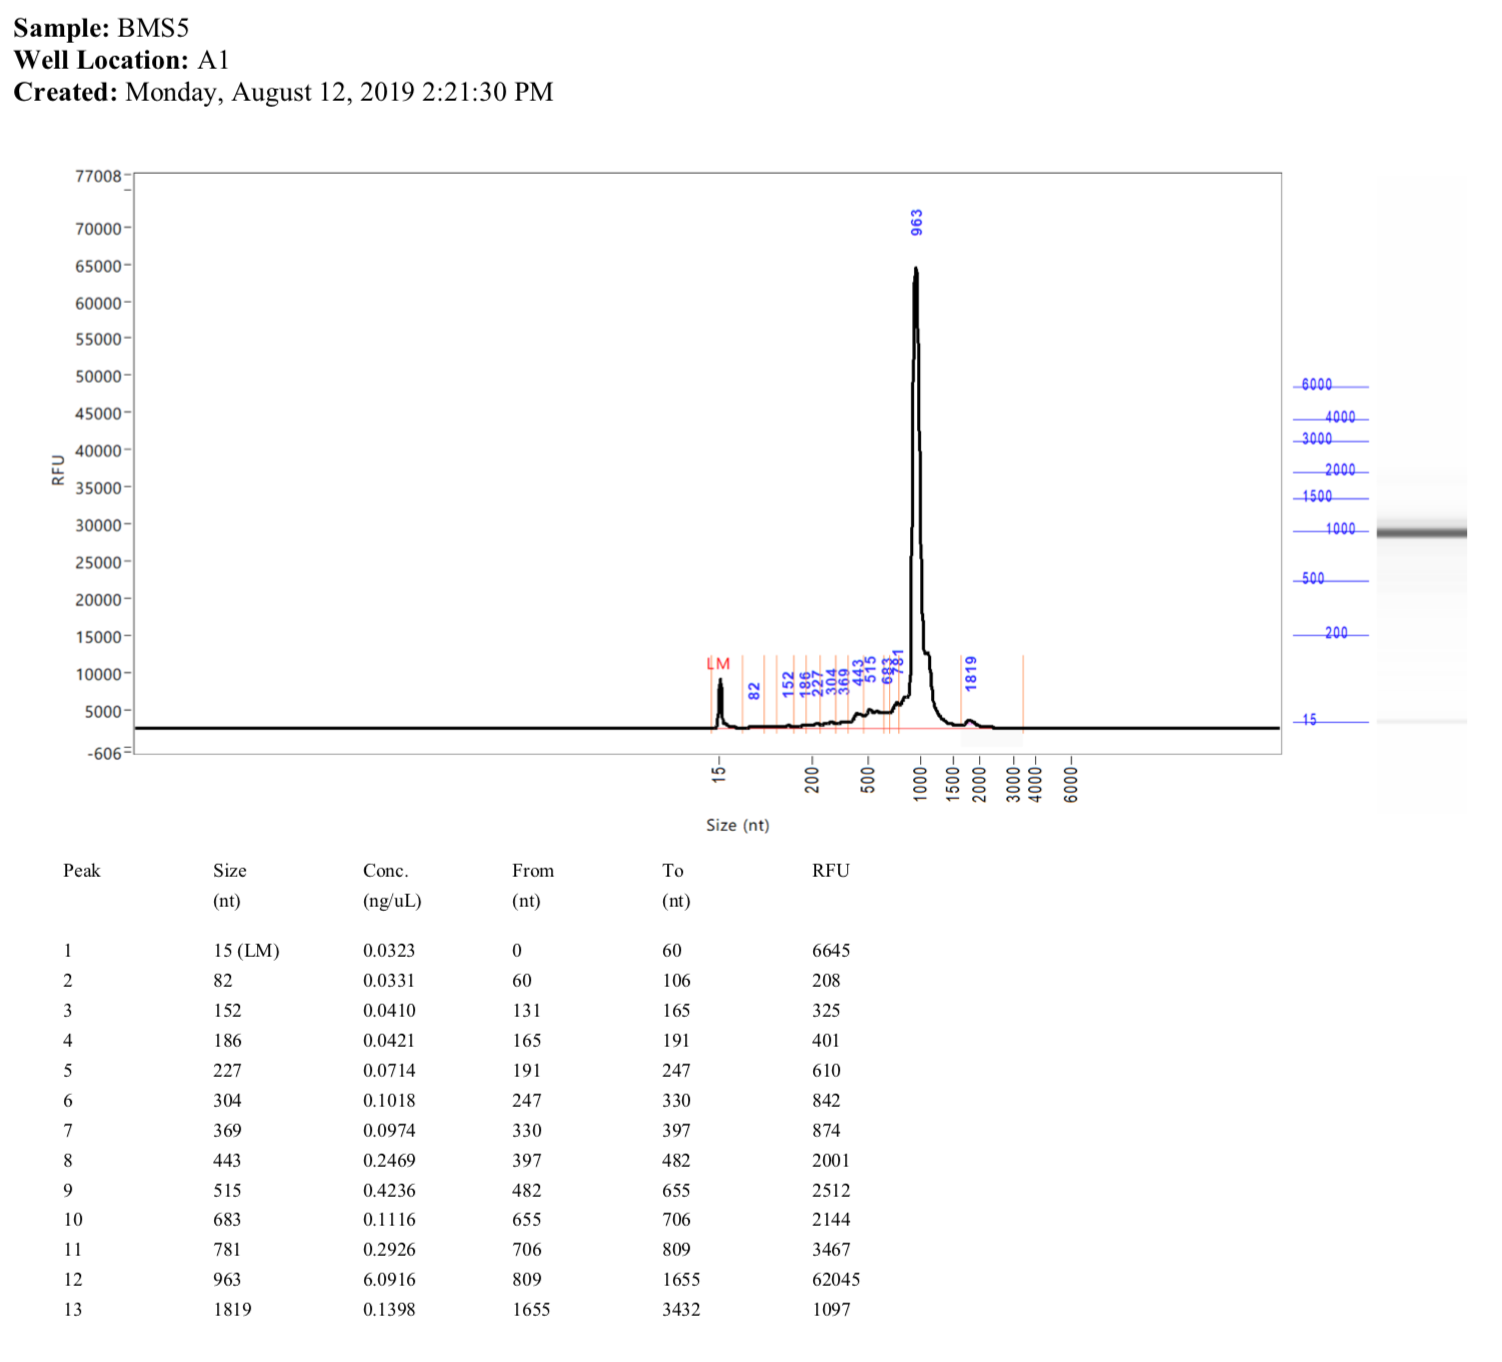 Sample: BMS5
Well Location: A1
Created: Monday, August 12, 2019 2:21:30 PM
77008
70000
65000
60000
55000
50000
45000
40000
35000
30000
25000
20000
15000
10000
5000
-606
RFU
LM
82
152
186
227
304
369
443
515
683
781
963
1819
15
200
500
1000
1500
2000
3000
4000
6000
Size (nt)
6000
4000
3000
2000
1500
1000
500
200
15
Peak Size Conc. From To RFU
(nt) (ng/uL) (nt) (nt)
1 15 (LM) 0.0323 0 60 6645
2 82 0.0331 60 106 208
3 152 0.0410 131 165 325
4 186 0.0421 165 191 401
5 227 0.0714 191 247 610
6 304 0.1018 247 330 842
7 369 0.0974 330 397 874
8 443 0.2469 397 482 2001
9 515 0.4236 482 655 2512
10 683 0.1116 655 706 2144
11 781 0.2926 706 809 3467
12 963 6.0916 809 1655 62045
13 1819 0.1398 1655 3432 1097